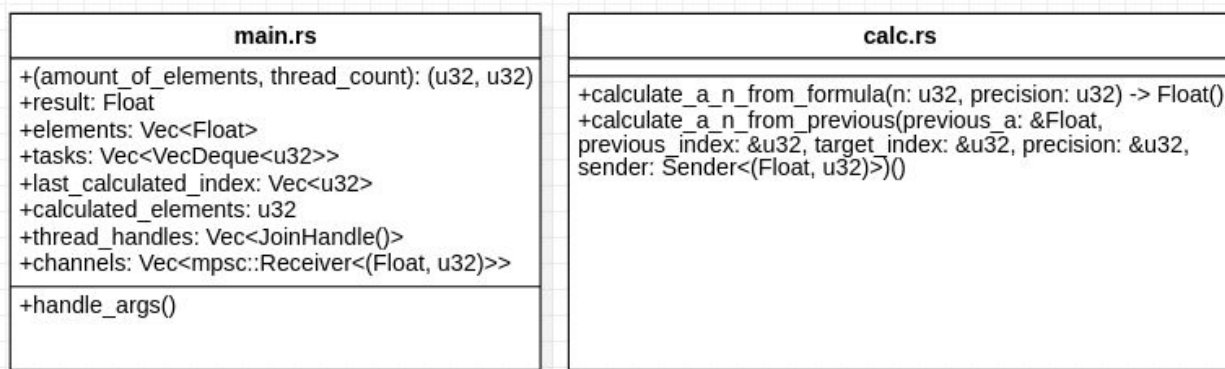 main.rs
+(amount_of_elements, thread_count): (u32, u32)
+result: Float
+elements: Vec<Float>
+tasks: Vec<VecDeque<u32>>
+last_calculated_index: Vec<u32>
+calculated_elements: u32
+thread_handles: Vec<JoinHandle()>
+channels: Vec<mpsc::Receiver<(Float, u32)>>
+handle_args()
calc.rs
+calculate_a_n_from_formula(n: u32, precision: u32) -> Float()
+calculate_a_n_from_previous(previous_a: &Float,
previous_index: &u32, target_index: &u32, precision: &u32,
sender: Sender<(Float, u32)>)()